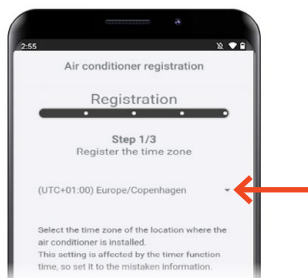 2:55
Air conditioner registration
Registration
Step 1/3
Register the time zone
(UTC+01:00) Europe/Copenhagen
Select the time zone of the location where the
air conditioner is installed.
This setting is affected by the timer function
time, so set it to the mistaken information.